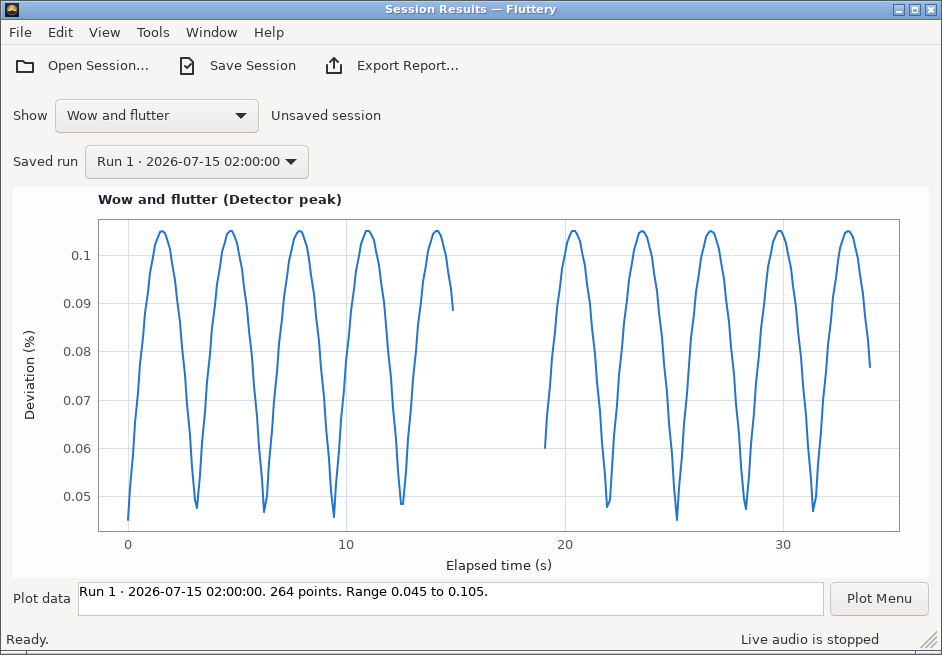 Session Results — Fluttery
File Edit View Tools Window Help
Open Session... Save Session Export Report...
Show Wow and flutter Unsaved session
Saved run Run 1 · 2026-07-15 02:00:00
Wow and flutter (Detector peak)
0.1
0.09
0.08
0.07
0.06
0.05
Deviation (%)
0 10 20 30
Elapsed time (s)
Plot data Run 1 · 2026-07-15 02:00:00. 264 points. Range 0.045 to 0.105. Plot Menu
Ready. Live audio is stopped